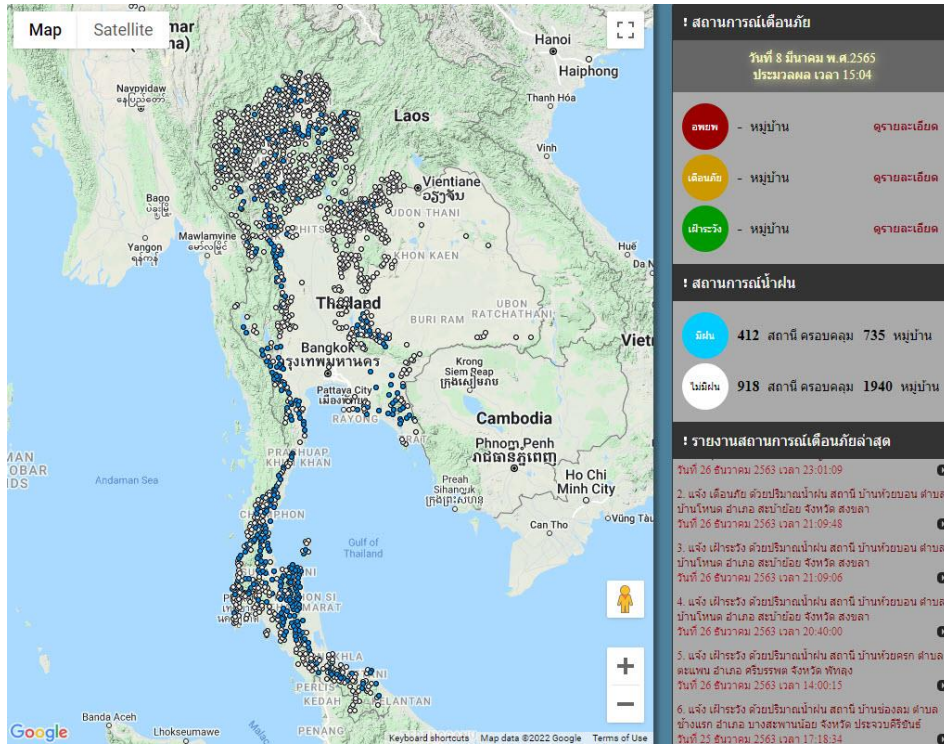 Map
Satellite
Hanoi
Haiphong
Naypyidaw
နေပြည်တော်
Laos
Thanh Hóa
Vinh
Vientiane
ວຽງຈັນ
UDON THANI
Bago
Yangon
ရန်ကုန်
Mawlamyine
KHON KAEN
Huế
Thailand
BURI RAM
UBON
RATCHATHANI
Bangkok
กรุงเทพมหานคร
Krong
Siem Reap
Pattaya City
RAYONG
Cambodia
Phnom Penh
Ho Chi
Minh City
Preah
Sihanouk
Andaman Sea
Can Tho
Vũng Tàu
Gulf of
Thailand
PERLIS
KEDAH
KELANTAN
PENANG
Banda Aceh
Lhokseumawe
Google
Keyboard shortcuts
Map data ©2022 Google
Terms of Use
! สถานการณ์เตือนภัย
วันที่ 8 มีนาคม พ.ศ.2565
ประมวลผล เวลา 15:04
อพยพ - หมู่บ้าน ดูรายละเอียด
เตือนภัย - หมู่บ้าน ดูรายละเอียด
เฝ้าระวัง - หมู่บ้าน ดูรายละเอียด
! สถานการณ์น้ำฝน
มีฝน 412 สถานี ครอบคลุม 735 หมู่บ้าน
ไม่มีฝน 918 สถานี ครอบคลุม 1940 หมู่บ้าน
! รายงานสถานการณ์เตือนภัยล่าสุด
วันที่ 26 ธันวาคม 2563 เวลา 23:01:09
2. แจ้ง เตือนภัย ด้วยปริมาณน้ำฝน สถานี บ้านห้วยบอน ตำบล
บ้านโหนด อำเภอ สะบ้าย้อย จังหวัด สงขลา
วันที่ 26 ธันวาคม 2563 เวลา 21:09:48
3. แจ้ง เฝ้าระวัง ด้วยปริมาณน้ำฝน สถานี บ้านห้วยบอน ตำบล
บ้านโหนด อำเภอ สะบ้าย้อย จังหวัด สงขลา
วันที่ 26 ธันวาคม 2563 เวลา 21:09:06
4. แจ้ง เฝ้าระวัง ด้วยปริมาณน้ำฝน สถานี บ้านห้วยบอน ตำบล
บ้านโหนด อำเภอ สะบ้าย้อย จังหวัด สงขลา
วันที่ 26 ธันวาคม 2563 เวลา 20:40:00
5. แจ้ง เฝ้าระวัง ด้วยปริมาณน้ำฝน สถานี บ้านห้วยครก ตำบล
ตะแพน อำเภอ ศรีบรรพต จังหวัด พัทลุง
วันที่ 26 ธันวาคม 2563 เวลา 14:00:15
6. แจ้ง เฝ้าระวัง ด้วยปริมาณน้ำฝน สถานี บ้านช่องลม ตำบล
ช้างแรก อำเภอ บางสะพานน้อย จังหวัด ประจวบคีรีขันธ์
วันที่ 25 ธันวาคม 2563 เวลา 17:18:34